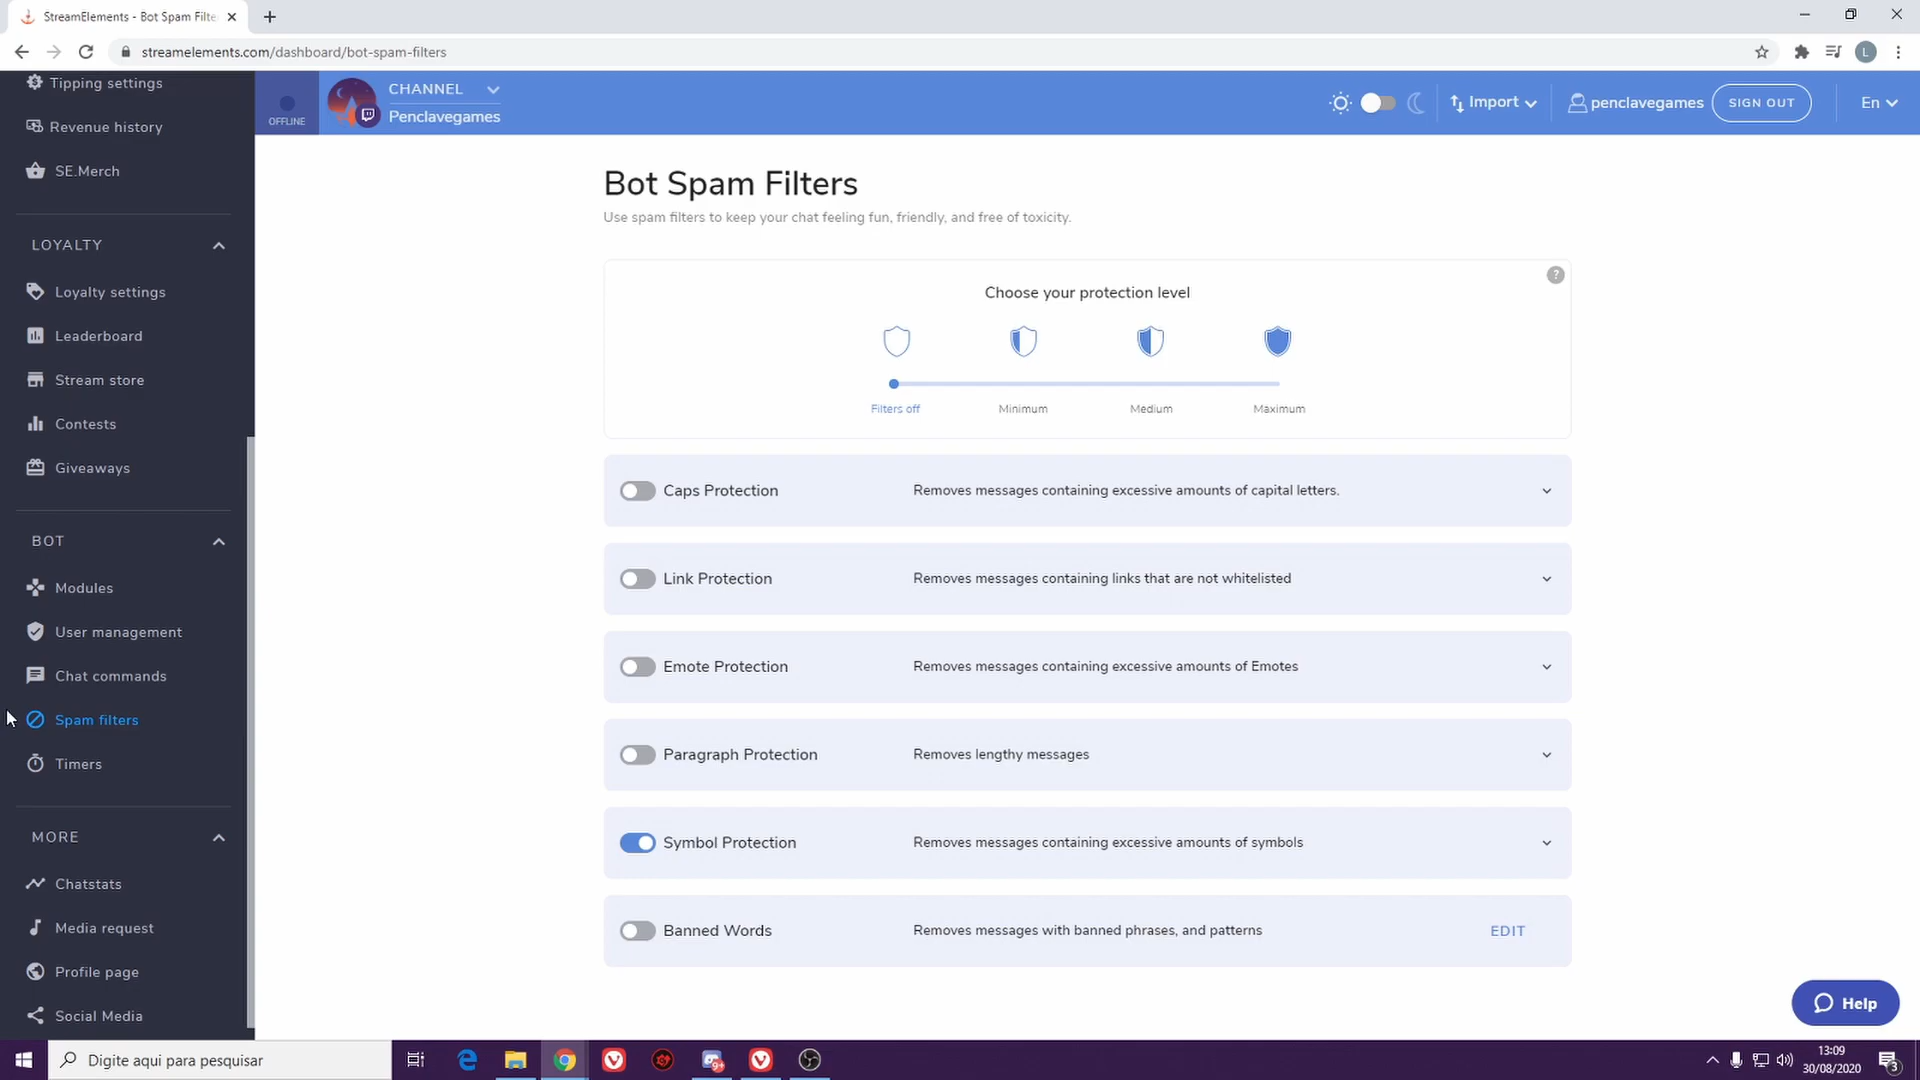 StreamElements - Bot Spam Filte
streamelements.com/dashboard/bot-spam-filters
L
Tipping settings
Revenue history
SE.Merch
LOYALTY
Loyalty settings
Leaderboard
Stream store
Contests
Giveaways
BOT
Modules
User management
Chat commands
Spam filters
Timers
MORE
Chatstats
Media request
Profile page
Social Media
OFFLINE
CHANNEL
Penclavegames
Import
penclavegames
SIGN OUT
En
Bot Spam Filters
Use spam filters to keep your chat feeling fun, friendly, and free of toxicity.
?
Choose your protection level
Filters off
Minimum
Medium
Maximum
Caps Protection
Removes messages containing excessive amounts of capital letters.
Link Protection
Removes messages containing links that are not whitelisted
Emote Protection
Removes messages containing excessive amounts of Emotes
Paragraph Protection
Removes lengthy messages
Symbol Protection
Removes messages containing excessive amounts of symbols
Banned Words
Removes messages with banned phrases, and patterns
EDIT
Help
Digite aqui para pesquisar
9+
13:09
30/08/2020
3